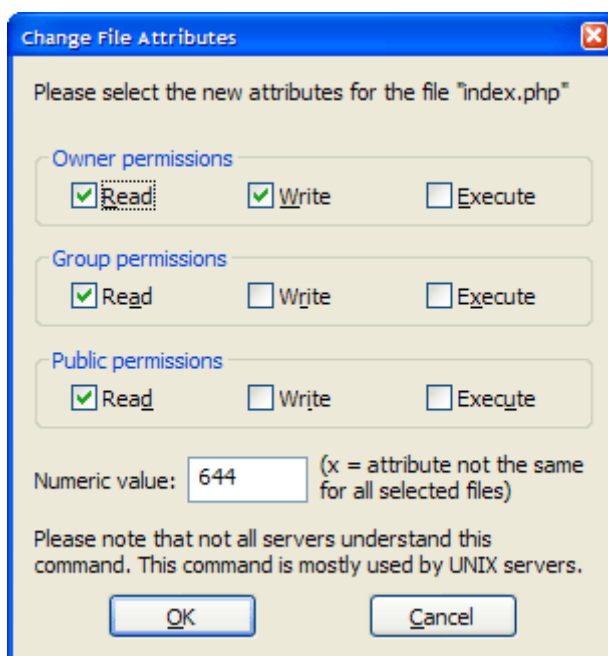 Change File Attributes
Please select the new attributes for the file "index.php"
Owner permissions
Read Write Execute
Group permissions
Read Write Execute
Public permissions
Read Write Execute
Numeric value: 644 (x = attribute not the same
for all selected files)
Please note that not all servers understand this
command. This command is mostly used by UNIX servers.
OK Cancel